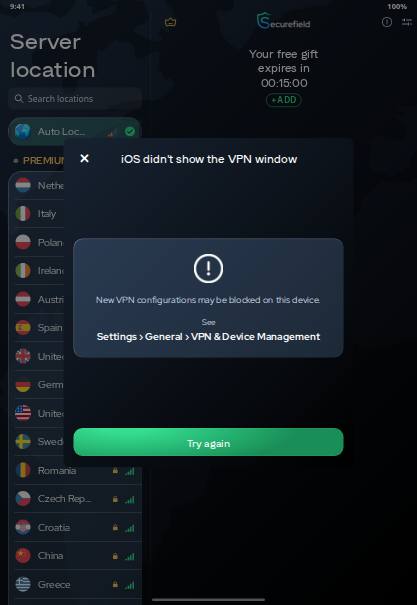 9:41
100%
Server
location
Search locations
Auto Loc...
PREMIUM
Nethe
Italy
Polan
Irelan
Austri
Spain
Unite
Germ
Unite
Swed
Romania
Czech Rep...
Croatia
China
Greece
Securefield
Your free gift
expires in
00:15:00
+ADD
iOS didn't show the VPN window
New VPN configurations may be blocked on this device.
See
Settings > General > VPN & Device Management
Try again